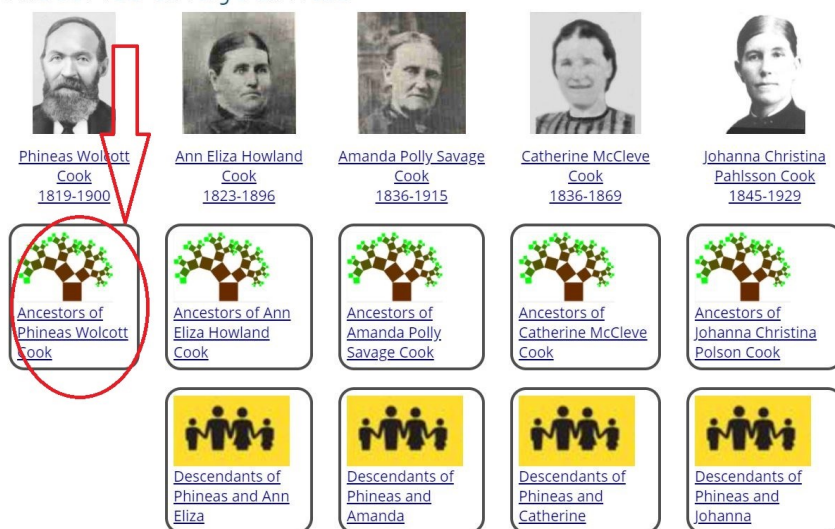 Phineas Wolcott
Cook
1819-1900
Ann Eliza Howland
Cook
1823-1896
Amanda Polly Savage
Cook
1836-1915
Catherine McCleve
Cook
1836-1869
Johanna Christina
Pahlsson Cook
1845-1929
Ancestors of
Phineas Wolcott
Cook
Ancestors of Ann
Eliza Howland
Cook
Ancestors of
Amanda Polly
Savage Cook
Ancestors of
Catherine McCleve
Cook
Ancestors of
Johanna Christina
Polson Cook
Descendants of
Phineas and Ann
Eliza
Descendants of
Phineas and
Amanda
Descendants of
Phineas and
Catherine
Descendants of
Phineas and
Johanna